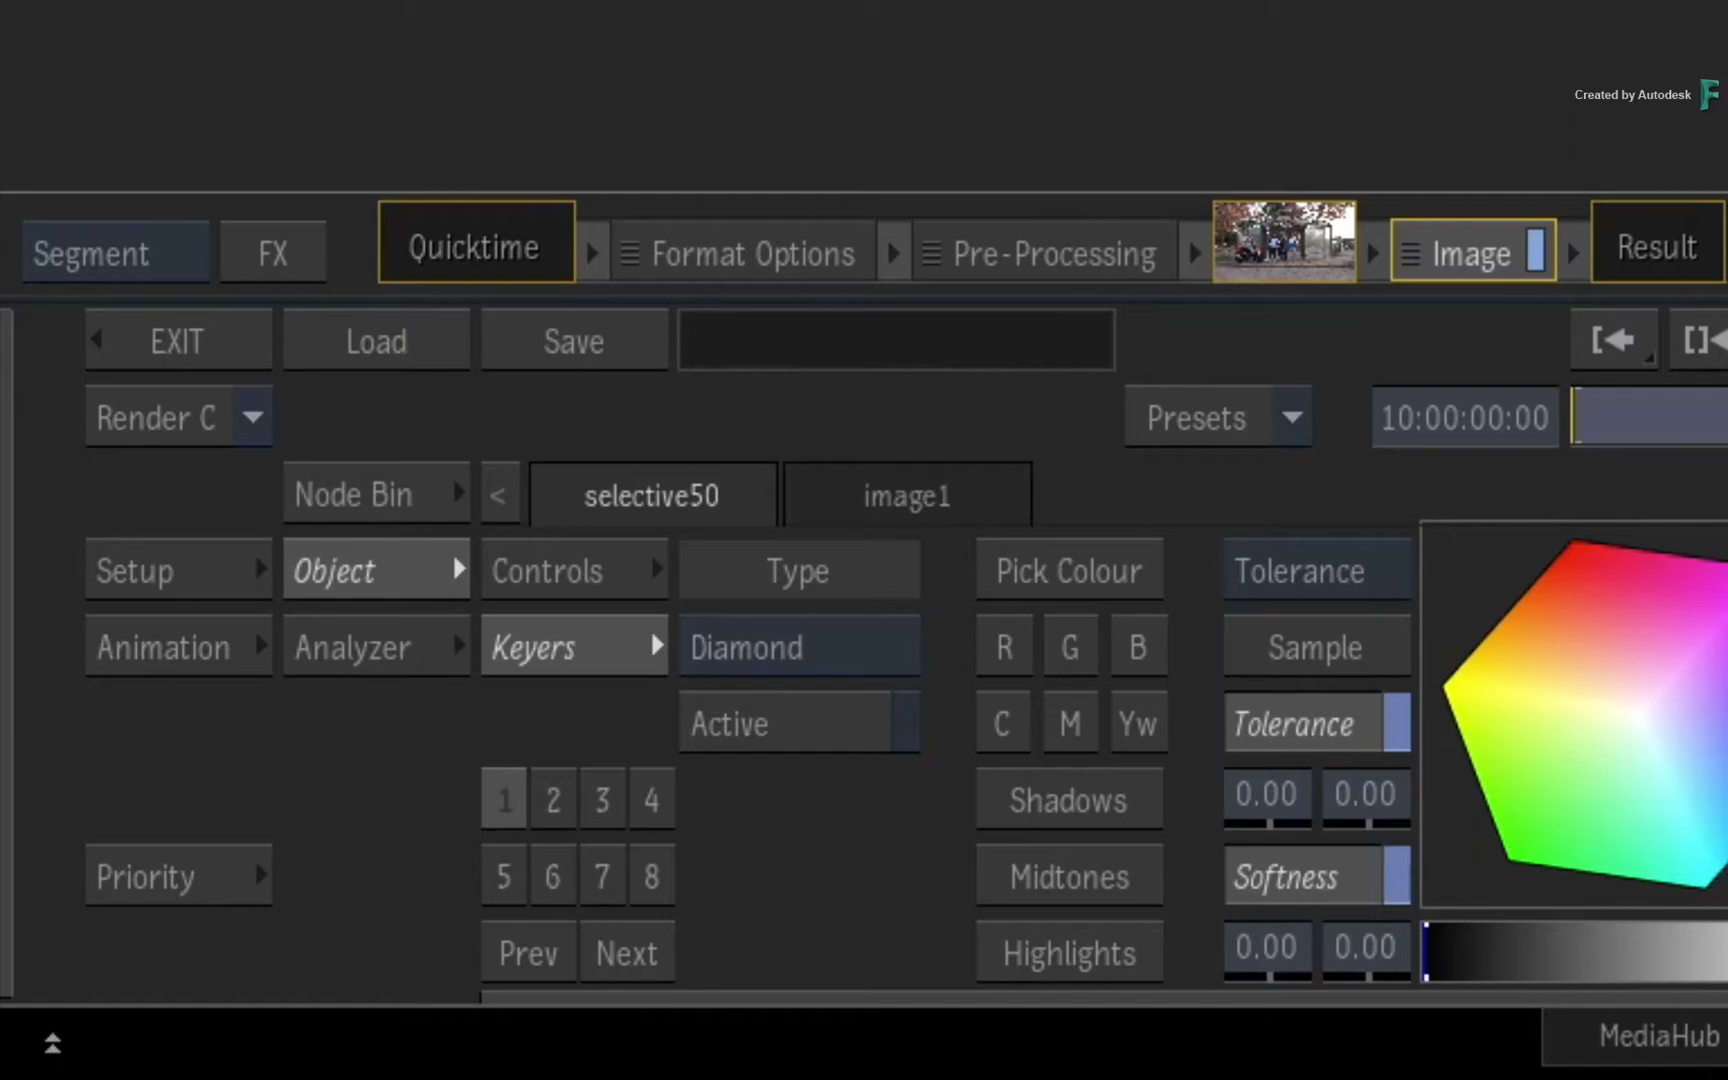 Created by Autodesk
Segment FX Quicktime Format Options Pre-Processing Image Result
EXIT Load Save
Render C Presets 10:00:00:00
Node Bin < selective50 image1
Setup Object Controls Type Pick Colour Tolerance
Animation Analyzer Keyers Diamond R G B Sample
Active C M Yw Tolerance
1 2 3 4 Shadows 0.00 0.00
Priority 5 6 7 8 Midtones Softness
Prev Next Highlights 0.00 0.00
MediaHub